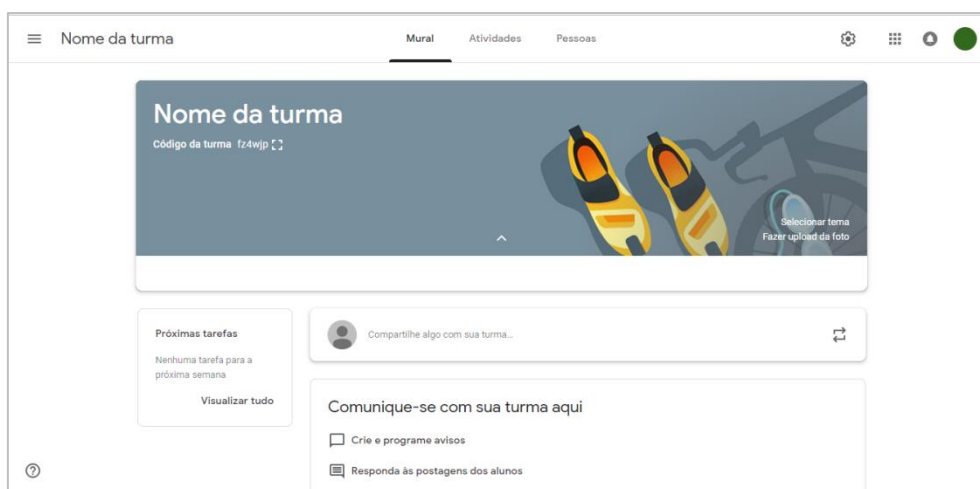 Nome da turma
Mural Atividades Pessoas
Nome da turma
Código da turma fz4wjp
Selecionar tema
Fazer upload da foto
Próximas tarefas
Nenhuma tarefa para a
próxima semana
Visualizar tudo
Compartilhe algo com sua turma...
Comunique-se com sua turma aqui
Crie e programe avisos
Responda às postagens dos alunos